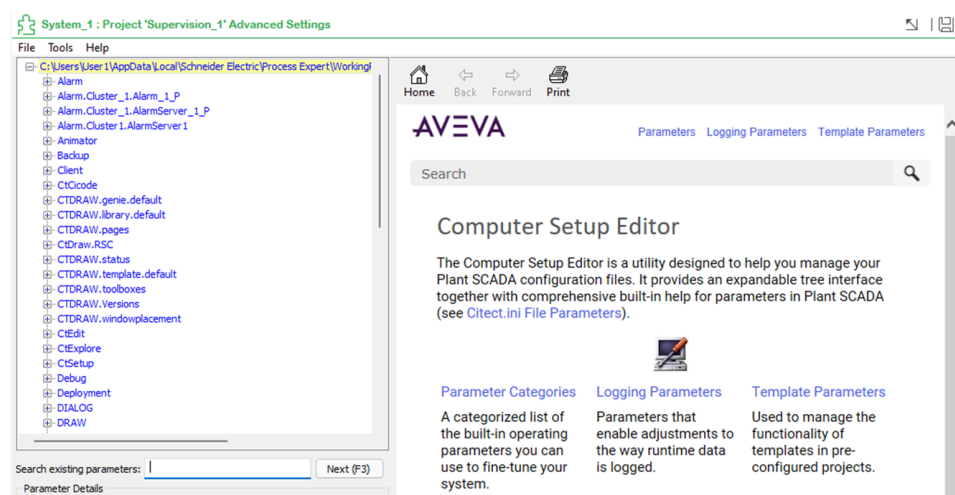 System_1 : Project 'Supervision_1' Advanced Settings
File Tools Help
C:\Users\User1\AppData\Local\Schneider Electric\Process Expert\Working
Alarm
Alarm.Cluster_1.Alarm_1_P
Alarm.Cluster_1.AlarmServer_1_P
Alarm.Cluster1.AlarmServer1
Animator
Backup
Client
CtCicode
CTDRAW.genie.default
CTDRAW.library.default
CTDRAW.pages
CtDraw.RSC
CTDRAW.status
CTDRAW.template.default
CTDRAW.toolboxes
CTDRAW.Versions
CTDRAW.windowplacement
CtEdit
CtExplore
CtSetup
Debug
Deployment
DIALOG
DRAW
Search existing parameters:
Next (F3)
Parameter Details
Home Back Forward Print
AVEVA
Parameters Logging Parameters Template Parameters
Search
Computer Setup Editor
The Computer Setup Editor is a utility designed to help you manage your
Plant SCADA configuration files. It provides an expandable tree interface
together with comprehensive built-in help for parameters in Plant SCADA
(see Citect.ini File Parameters).
Parameter Categories
A categorized list of
the built-in operating
parameters you can
use to fine-tune your
system.
Logging Parameters
Parameters that
enable adjustments to
the way runtime data
is logged.
Template Parameters
Used to manage the
functionality of
templates in pre-
configured projects.